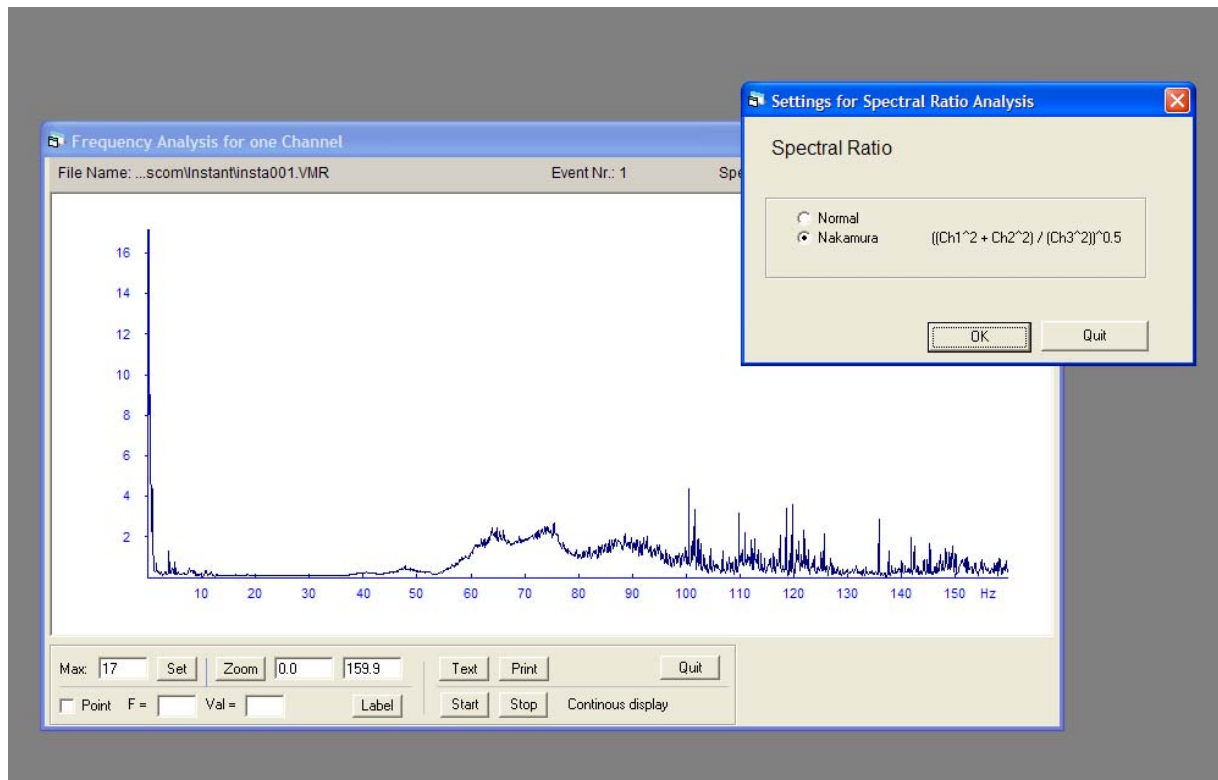 Settings for Spectral Ratio Analysis
Spectral Ratio
Normal
Nakamura ((Ch1^2 + Ch2^2) / (Ch3^2))^0.5
OK Quit
Frequency Analysis for one Channel
File Name: ...scom\Instant\insta001.VMR Event Nr.: 1 Spe
16
14
12
10
8
6
4
2
10 20 30 40 50 60 70 80 90 100 110 120 130 140 150 Hz
Max: 17 Set Zoom 0.0 159.9 Text Print Quit
Point F = Val = Label Start Stop Continous display